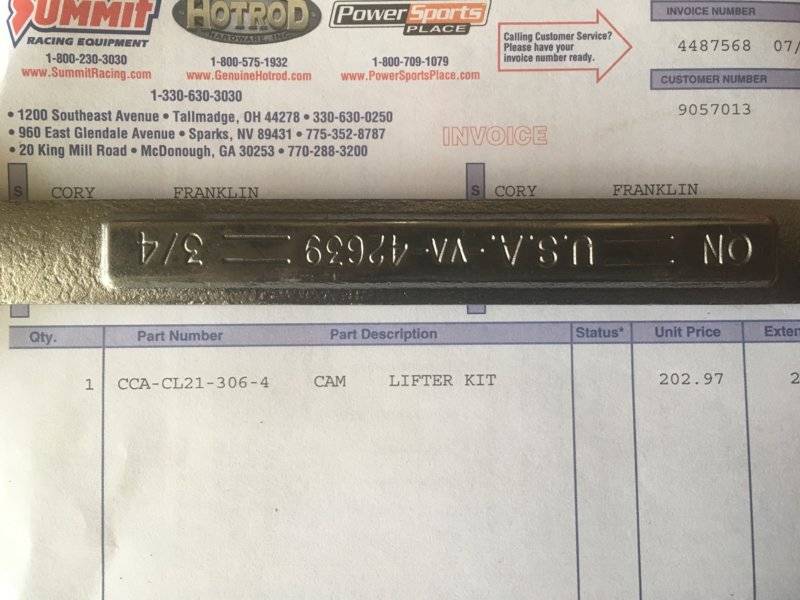 SUMMIT
RACING EQUIPMENT
1-800-230-3030
www.SummitRacing.com
HOTROD
HARDWARE, INC.
1-800-575-1932
www.GenuineHotrod.com
PowerSports
PLACE
1-800-709-1079
www.PowerSportsPlace.com
1-330-630-3030
• 1200 Southeast Avenue • Tallmadge, OH 44278 • 330-630-0250
• 960 East Glendale Avenue • Sparks, NV 89431 • 775-352-8787
• 20 King Mill Road • McDonough, GA 30253 • 770-288-3200
Calling Customer Service?
Please have your
invoice number ready.
INVOICE
INVOICE NUMBER
4487568 07/
CUSTOMER NUMBER
9057013
S CORY FRANKLIN
S CORY FRANKLIN
NO U.S.A. · VA · 42639 3/4
Qty. Part Number Part Description Status* Unit Price Exten
1 CCA-CL21-306-4 CAM LIFTER KIT 202.97 2